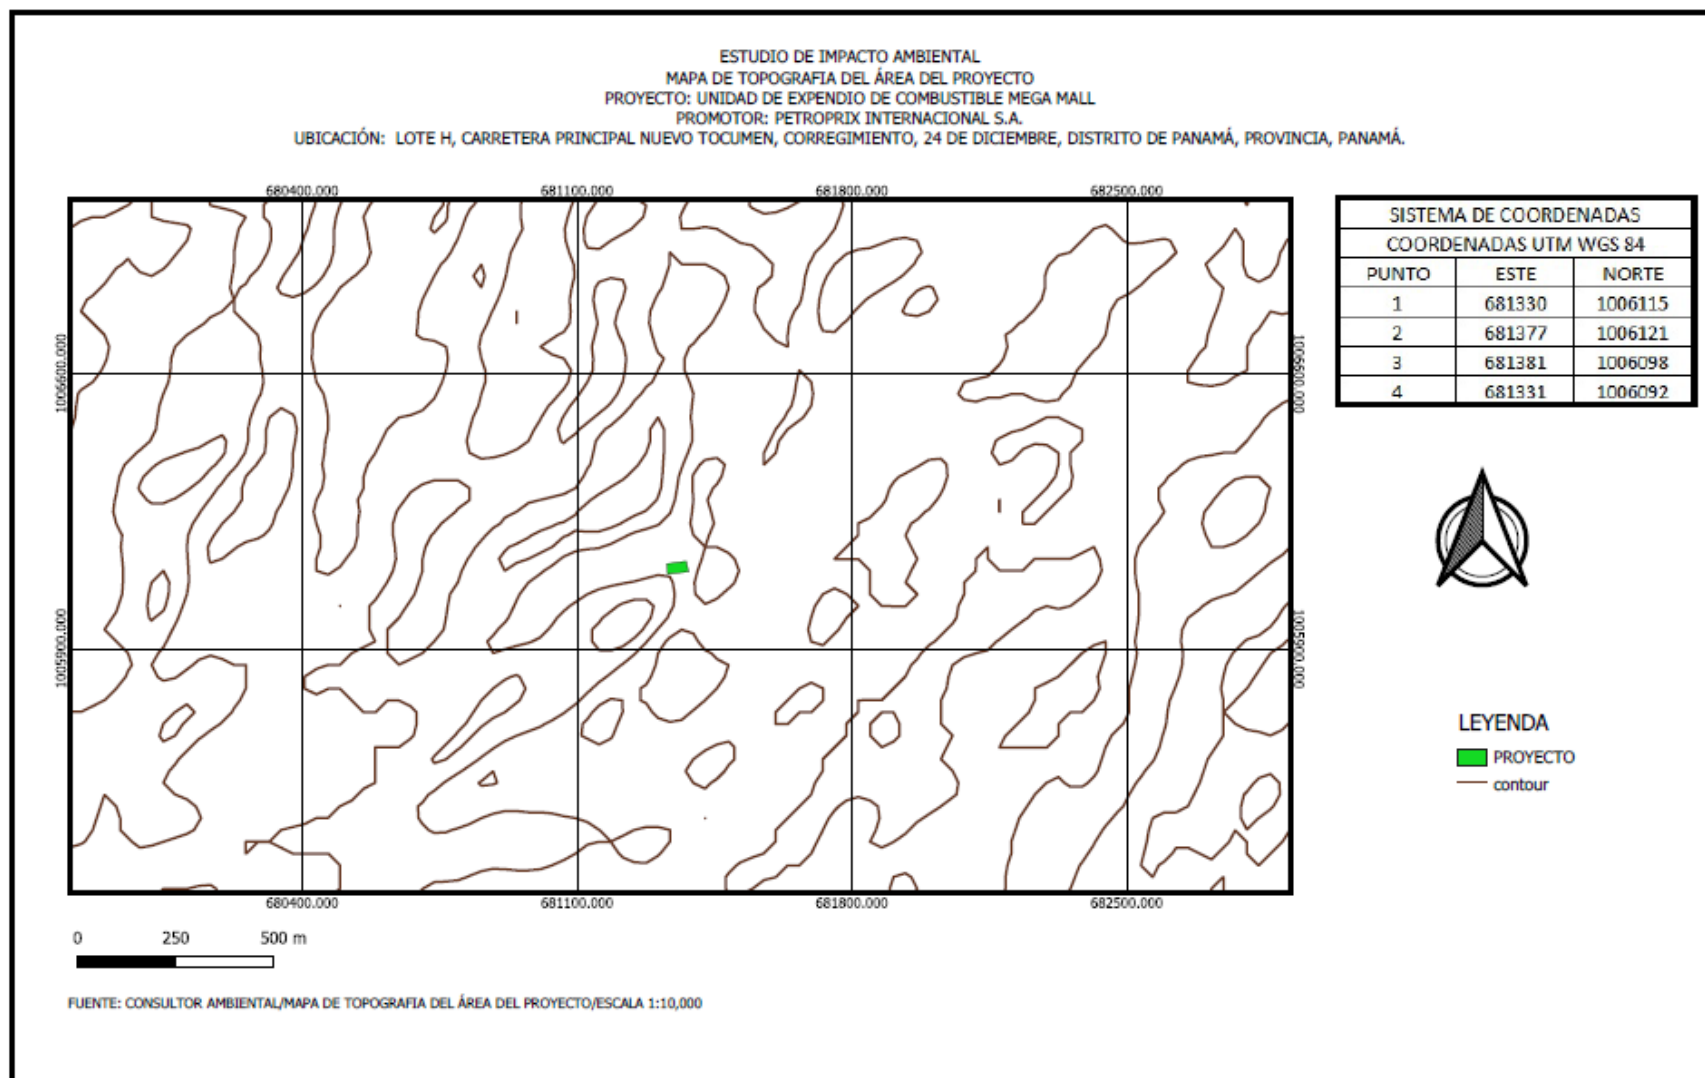 ESTUDIO DE IMPACTO AMBIENTAL
MAPA DE TOPOGRAFIA DEL ÁREA DEL PROYECTO
PROYECTO: UNIDAD DE EXPENDIO DE COMBUSTIBLE MEGA MALL
PROMOTOR: PETROPRIX INTERNACIONAL S.A.
UBICACIÓN: LOTE H, CARRETERA PRINCIPAL NUEVO TOCUMEN, CORREGIMIENTO, 24 DE DICIEMBRE, DISTRITO DE PANAMÁ, PROVINCIA, PANAMÁ.
680400.000 681100.000 681800.000 682500.000
1006600.000 1006600.000
1005900.000 1005900.000
680400.000 681100.000 681800.000 682500.000
SISTEMA DE COORDENADAS
COORDENADAS UTM WGS 84
PUNTO ESTE NORTE
1 681330 1006115
2 681377 1006121
3 681381 1006098
4 681331 1006092
LEYENDA
PROYECTO
contour
0 250 500 m
FUENTE: CONSULTOR AMBIENTAL/MAPA DE TOPOGRAFIA DEL ÁREA DEL PROYECTO/ESCALA 1:10,000